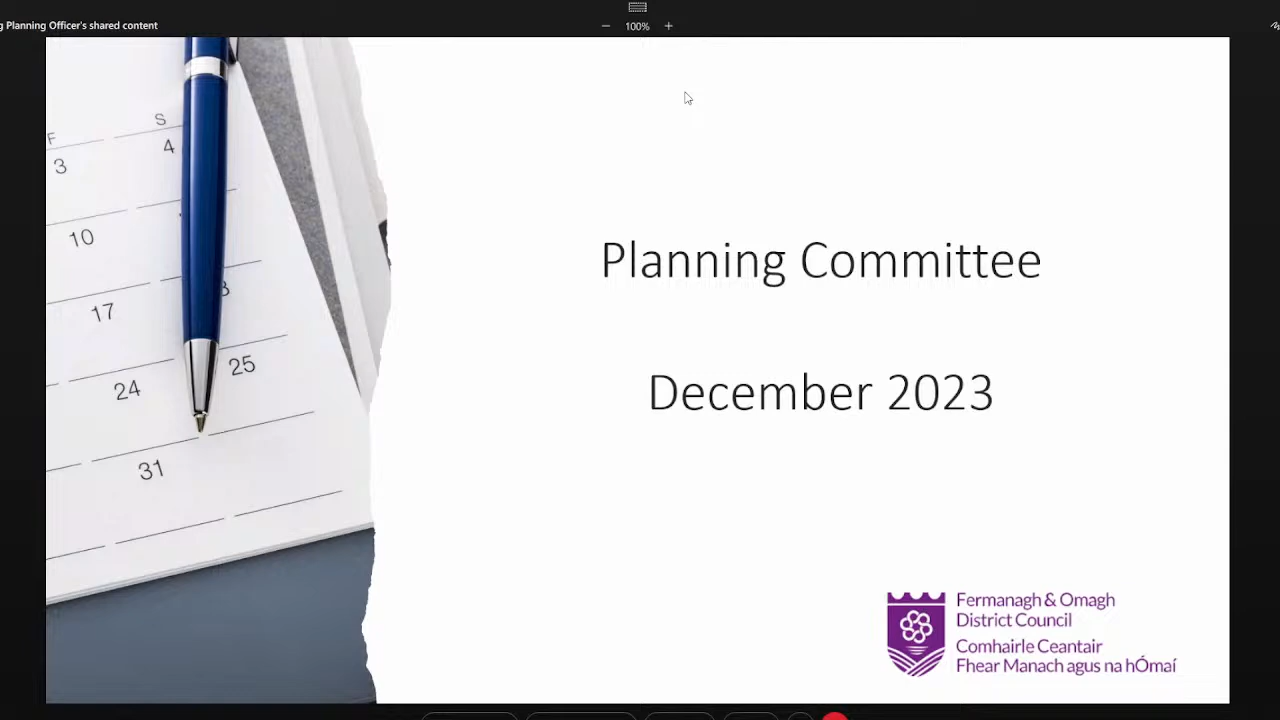 g Planning Officer's shared content
100%
F
S
3
4
10
17
24
25
31
Planning Committee
December 2023
Fermanagh & Omagh
District Council
Comhairle Ceantair
Fhear Manach agus na hÓmaí